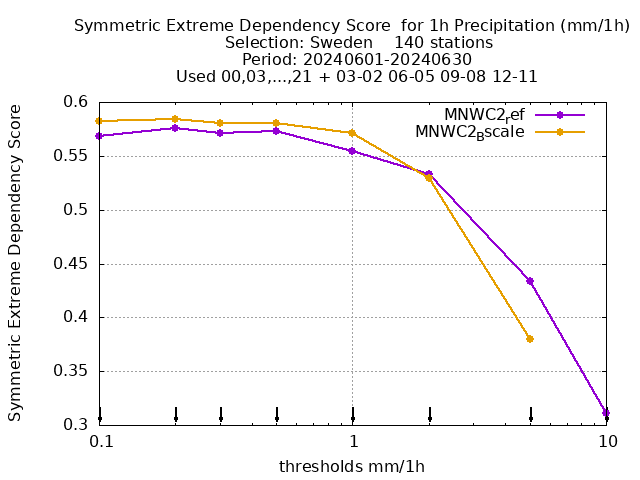 Symmetric Extreme Dependency Score  for 1h Precipitation (mm/1h)
Selection: Sweden    140 stations
Period: 20240601-20240630
Used 00,03,...,21 + 03-02 06-05 09-08 12-11
MNWC2ref
MNWC2Bscale
Symmetric Extreme Dependency Score
0.6
0.55
0.5
0.45
0.4
0.35
0.3
0.1
1
10
thresholds mm/1h